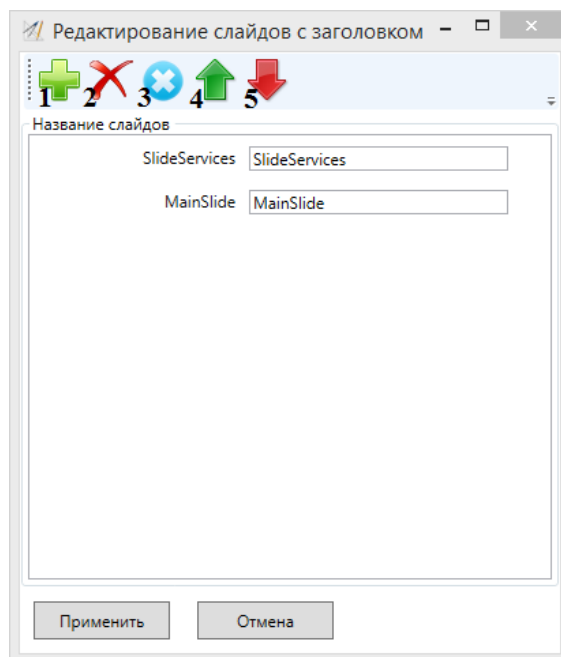 Редактирование слайдов с заголовком
1 2 3 4 5
Название слайдов
SlideServices SlideServices
MainSlide MainSlide
Применить Отмена